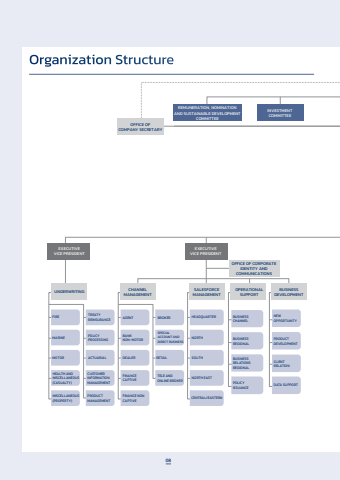 Organization Structure
REMUNERATION, NOMINATION
AND SUSTAINABLE DEVELOPMENT
COMMITTEE
INVESTMENT
COMMITTEE
OFFICE OF
COMPANY SECRETARY
EXECUTIVE
VICE PRESIDENT
EXECUTIVE
VICE PRESIDENT
OFFICE OF CORPORATE
IDENTITY AND
COMMUNICATIONS
UNDERWRITING
CHANNEL
MANAGEMENT
SALESFORCE
MANAGEMENT
OPERATIONAL
SUPPORT
BUSINESS
DEVELOPMENT
FIRE
MARINE
MOTOR
HEALTH AND
MISCELLANEOUS
(CASUALTY)
MISCELLANEOUS
(PROPERTY)
TREATY
REINSURANCE
POLICY
PROCESSING
ACTUARIAL
CUSTOMER
INFORMATION
MANAGEMENT
PRODUCT
MANAGEMENT
AGENT
BANK
NON-MOTOR
DEALER
FINANCE
CAPTIVE
FINANCE NON
CAPTIVE
BROKER
SPECIAL
ACCOUNT AND
DIRECT BUSINESS
RETAIL
TELE AND
ONLINE BROKER
HEADQUARTER
NORTH
SOUTH
NORTHEAST
CENTRAL/EASTERN
BUSINESS
CHANNEL
BUSINESS
REGIONAL
BUSINESS
RELATIONS
REGIONAL
POLICY
ISSUANCE
NEW
OPPORTUNITY
PRODUCT
DEVELOPMENT
CLIENT
RELATION
DATA SUPPORT
08